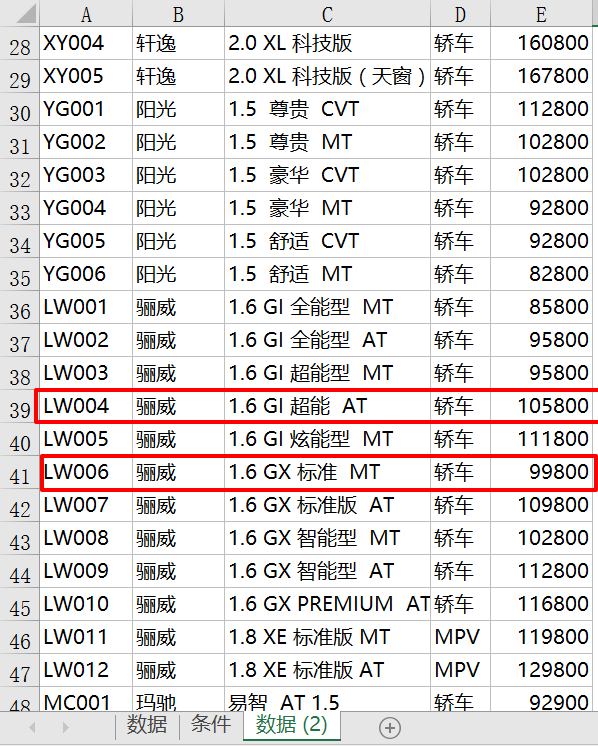 A B C D E
28 XY004 轩逸 2.0 XL 科技版 轿车 160800
29 XY005 轩逸 2.0 XL 科技版（天窗） 轿车 167800
30 YG001 阳光 1.5 尊贵 CVT 轿车 112800
31 YG002 阳光 1.5 尊贵 MT 轿车 102800
32 YG003 阳光 1.5 豪华 CVT 轿车 102800
33 YG004 阳光 1.5 豪华 MT 轿车 92800
34 YG005 阳光 1.5 舒适 CVT 轿车 92800
35 YG006 阳光 1.5 舒适 MT 轿车 82800
36 LW001 骊威 1.6 GI 全能型 MT 轿车 85800
37 LW002 骊威 1.6 GI 全能型 AT 轿车 95800
38 LW003 骊威 1.6 GI 超能型 MT 轿车 95800
39 LW004 骊威 1.6 GI 超能 AT 轿车 105800
40 LW005 骊威 1.6 GI 炫能型 MT 轿车 111800
41 LW006 骊威 1.6 GX 标准 MT 轿车 99800
42 LW007 骊威 1.6 GX 标准版 AT 轿车 109800
43 LW008 骊威 1.6 GX 智能型 MT 轿车 102800
44 LW009 骊威 1.6 GX 智能型 AT 轿车 112800
45 LW010 骊威 1.6 GX PREMIUM AT 轿车 116800
46 LW011 骊威 1.8 XE 标准版 MT MPV 119800
47 LW012 骊威 1.8 XE 标准版 AT MPV 129800
48 MC001 玛驰 易智 AT 1.5 轿车 92900
数据 条件 数据 (2)